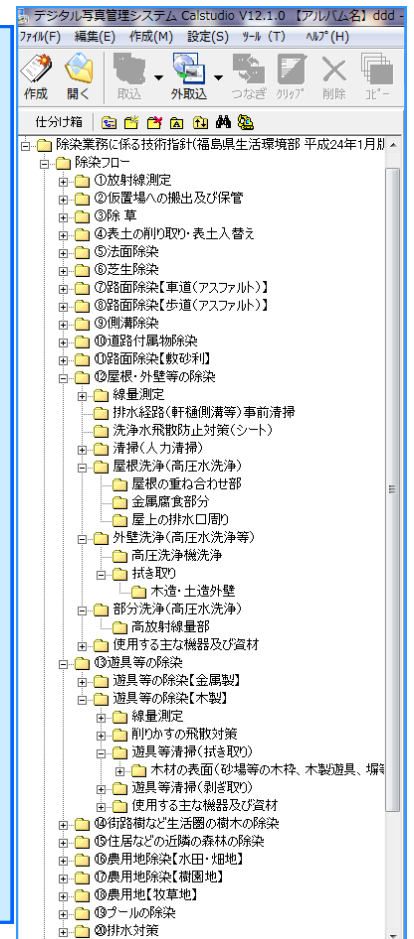 デジタル写真管理システム Calstudio V12.1.0 【アルバム名】 ddd -
ファイル(F) 編集(E) 作成(M) 設定(S) ツール (T) ヘルプ(H)
作成 開く 取込 外取込 つなぎ クリップ 削除 コピー
仕分け箱
除染業務に係る技術指針(福島県生活環境部 平成24年1月版
除染フロー
①放射線測定
②仮置場への搬出及び保管
③除 草
④表土の削り取り・表土入替え
⑤法面除染
⑥芝生除染
⑦路面除染【車道(アスファルト)】
⑧路面除染【歩道(アスファルト)】
⑨側溝除染
⑩道路付属物除染
⑪路面除染【敷砂利】
⑫屋根・外壁等の除染
線量測定
排水経路(軒樋側溝等)事前清掃
洗浄水飛散防止対策(シート)
清掃(人力清掃)
屋根洗浄(高圧水洗浄)
屋根の重ね合わせ部
金属腐食部分
屋上の排水口周り
外壁洗浄(高圧水洗浄等)
高圧洗浄機洗浄
拭き取り
木造・土造外壁
部分洗浄(高圧水洗浄)
高放射線量部
使用する主な機器及び資材
⑬遊具等の除染
遊具等の除染【金属製】
遊具等の除染【木製】
線量測定
削りかすの飛散対策
遊具等清掃(拭き取り)
木材の表面(砂場等の木枠、木製遊具、塀等
遊具等清掃(剥ぎ取り)
使用する主な機器及び資材
⑭街路樹など生活圏の樹木の除染
⑮住居などの近隣の森林の除染
⑯農用地除染【水田・畑地】
⑰農用地除染【樹園地】
⑱農用地【牧草地】
⑲プールの除染
⑳排水対策